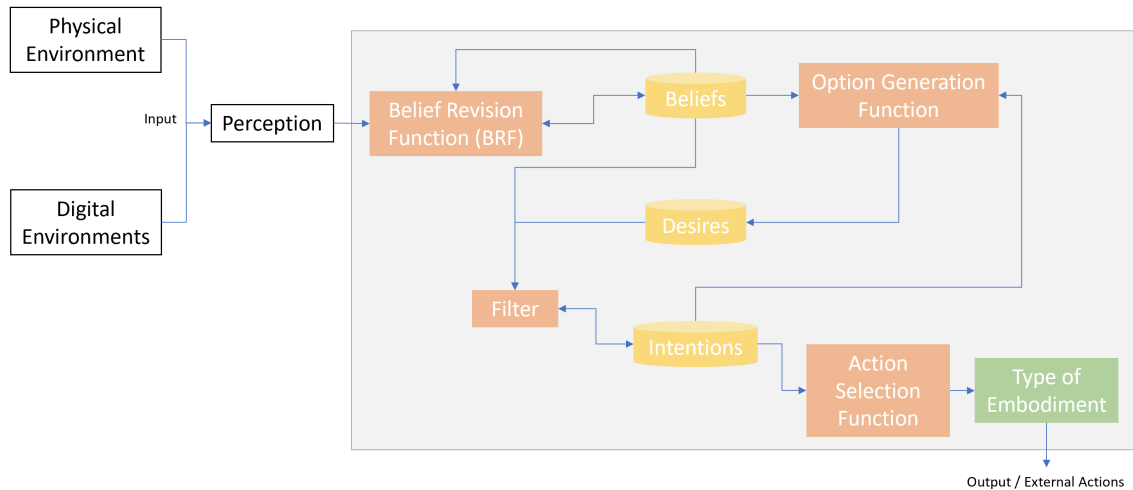 Physical
Environment
Input
Perception
Digital
Environments
Belief Revision
Function (BRF)
Beliefs
Option Generation
Function
Desires
Filter
Intentions
Action
Selection
Function
Type of
Embodiment
Output / External Actions